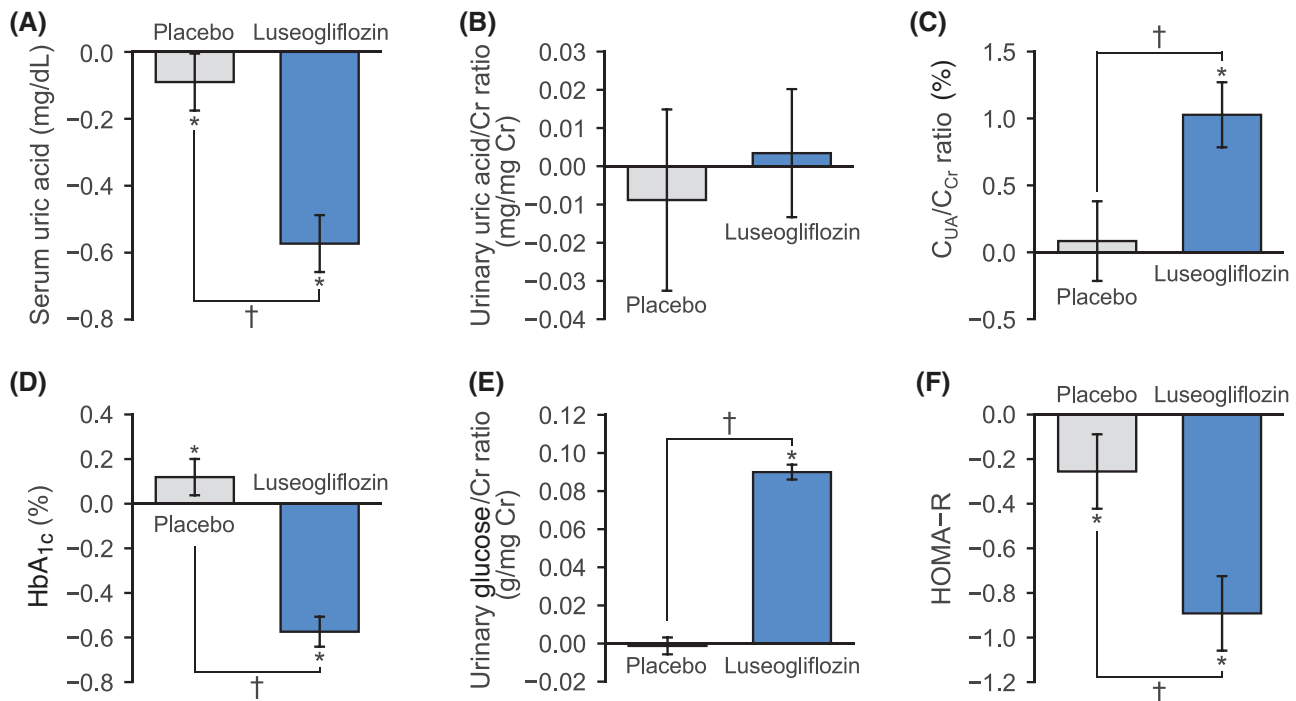 (A)
Placebo Luseogliflozin
Serum uric acid (mg/dL)
0.0
−0.2
−0.4
−0.6
−0.8
*
*
†
(B)
Urinary uric acid/Cr ratio
(mg/mg Cr)
0.03
0.02
0.01
0.00
−0.01
−0.02
−0.03
−0.04
Luseogliflozin
Placebo
(C)
C_UA/C_Cr ratio (%)
1.5
1.0
0.5
0.0
−0.5
†
*
Placebo
Luseogliflozin
(D)
HbA1c (%)
0.4
0.2
0.0
−0.2
−0.4
−0.6
−0.8
*
Luseogliflozin
Placebo
*
†
(E)
Urinary glucose/Cr ratio
(g/mg Cr)
0.12
0.10
0.08
0.06
0.04
0.02
0.00
−0.02
†
*
Placebo Luseogliflozin
(F)
Placebo Luseogliflozin
HOMA−R
0.0
−0.2
−0.4
−0.6
−0.8
−1.0
−1.2
*
*
†